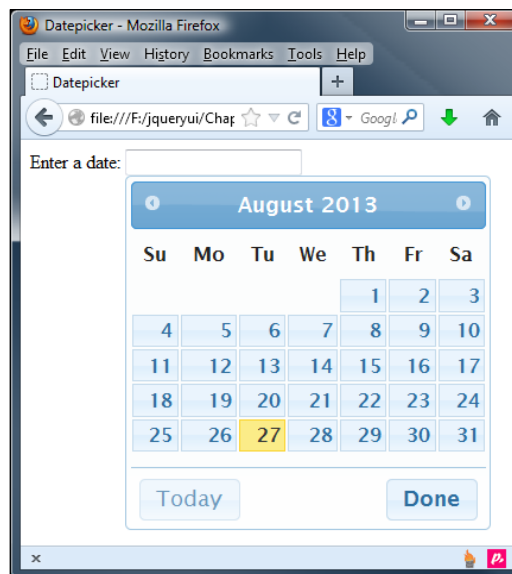 Datepicker - Mozilla Firefox
File Edit View History Bookmarks Tools Help
Datepicker +
file:///F:/jqueryui/Chap 8 Googl
Enter a date:
August 2013
Su Mo Tu We Th Fr Sa
1 2 3
4 5 6 7 8 9 10
11 12 13 14 15 16 17
18 19 20 21 22 23 24
25 26 27 28 29 30 31
Today Done
x